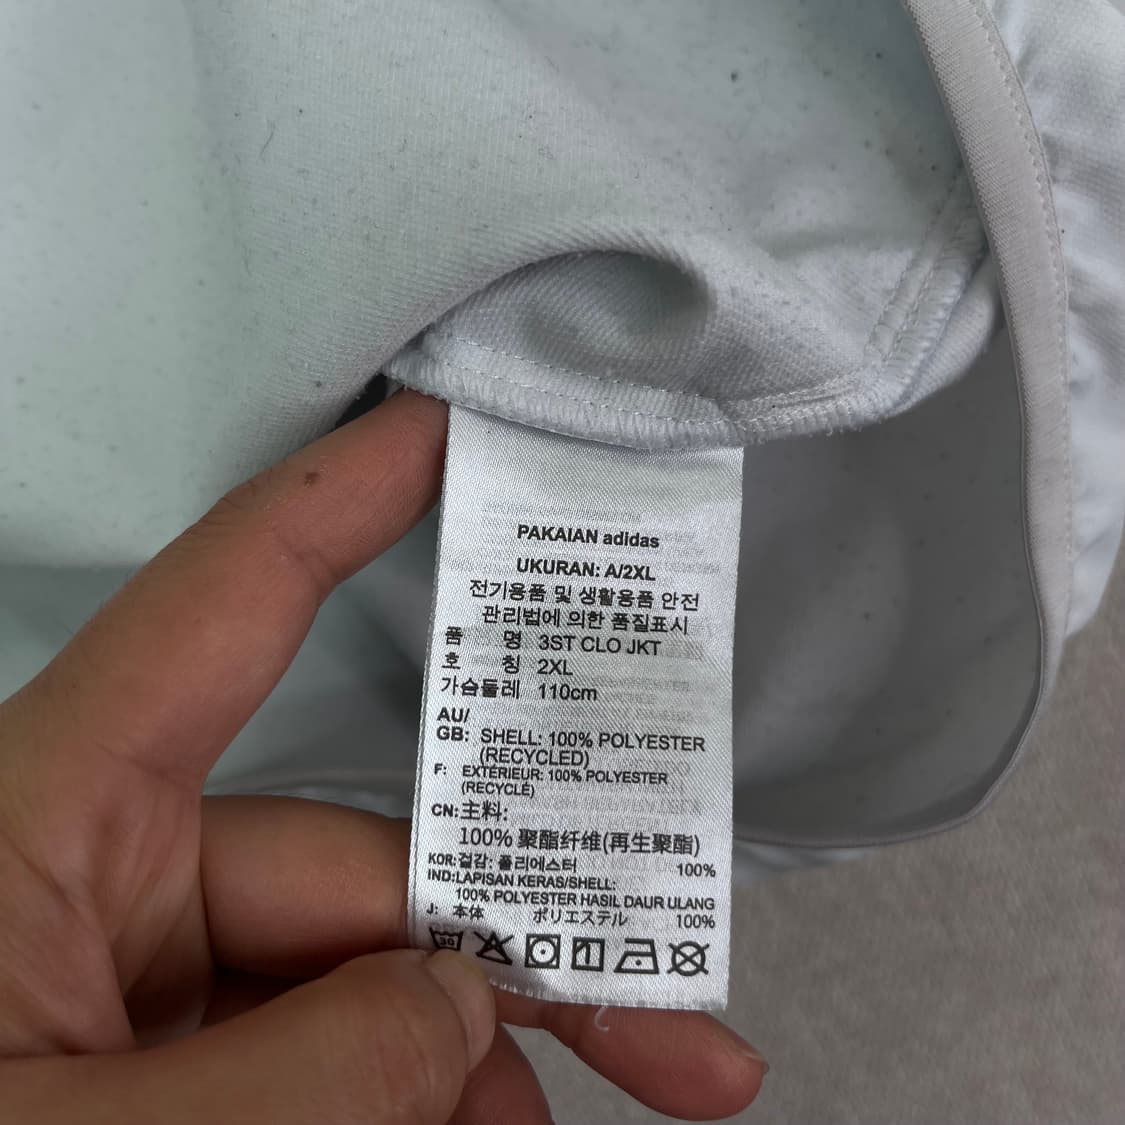 PAKAIAN adidas
UKURAN: A/2XL
전기용품 및 생활용품 안전
관리법에 의한 품질표시
품 명 3ST CLO JKT
호 칭 2XL
가슴둘레 110cm
AU/
GB: SHELL: 100% POLYESTER
(RECYCLED)
F: EXTERIEUR: 100% POLYESTER
(RECYCLÉ)
CN:主料:
100% 聚酯纤维(再生聚酯)
KOR:겉감: 폴리에스터 100%
IND:LAPISAN KERAS/SHELL:
100% POLYESTER HASIL DAUR ULANG
J: 本体 ポリエステル 100%
30